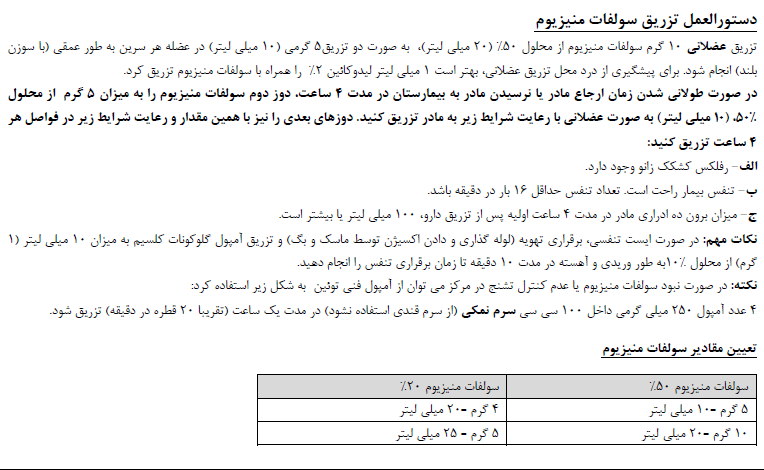 دستورالعمل تزریق سولفات منیزیوم
تزریق عضلانی ۱۰ گرم سولفات منیزیوم از محلول ۵۰٪ (۲۰ میلی لیتر)، به صورت دو تزریق۵ گرمی (۱۰ میلی لیتر) در عضله هر سرین به طور عمقی (با سوزن
بلند) انجام شود. برای پیشگیری از درد محل تزریق عضلانی، بهتر است ۱ میلی لیتر لیدوکائین ۲٪ را همراه با سولفات منیزیوم تزریق کرد.
در صورت طولانی شدن زمان ارجاع مادر یا نرسیدن مادر به بیمارستان در مدت ۴ ساعت، دوز دوم سولفات منیزیوم را به میزان ۵ گرم از محلول
۵۰٪، (۱۰ میلی لیتر) به صورت عضلانی با رعایت شرایط زیر به مادر تزریق کنید. دوزهای بعدی را نیز با همین مقدار و رعایت شرایط زیر در فواصل هر
۴ ساعت تزریق کنید:
الف- رفلکس کشکک زانو وجود دارد.
ب- تنفس بیمار راحت است. تعداد تنفس حداقل ۱۶ بار در دقیقه باشد.
ج- میزان برون ده ادراری مادر در مدت ۴ ساعت اولیه پس از تزریق دارو، ۱۰۰ میلی لیتر یا بیشتر است.
نکات مهم: در صورت ایست تنفسی، برقراری تهویه (لوله گذاری و دادن اکسیژن توسط ماسک و بگ) و تزریق آمپول گلوکونات کلسیم به میزان ۱۰ میلی لیتر (۱
گرم) از محلول ۱۰٪به طور وریدی و آهسته در مدت ۱۰ دقیقه تا زمان برقراری تنفس را انجام دهید.
نکته: در صورت نبود سولفات منیزیوم یا عدم کنترل تشنج در مرکز می توان از آمپول فنی توئین به شکل زیر استفاده کرد:
۴ عدد آمپول ۲۵۰ میلی گرمی داخل ۱۰۰ سی سی سرم نمکی (از سرم قندی استفاده نشود) در مدت یک ساعت (تقریبا ۲۰ قطره در دقیقه) تزریق شود.
تعیین مقادیر سولفات منیزیوم
سولفات منیزیوم ۵۰٪ سولفات منیزیوم ۲۰٪
۵ گرم -۱۰ میلی لیتر ۴ گرم -۲۰ میلی لیتر
۱۰ گرم -۲۰ میلی لیتر ۵ گرم - ۲۵ میلی لیتر